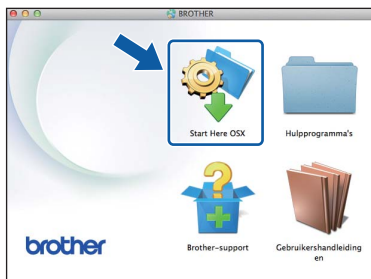 BROTHER
Start Here OSX
Hulpprogramma's
Brother-support
Gebruikershandleiding
en
brother